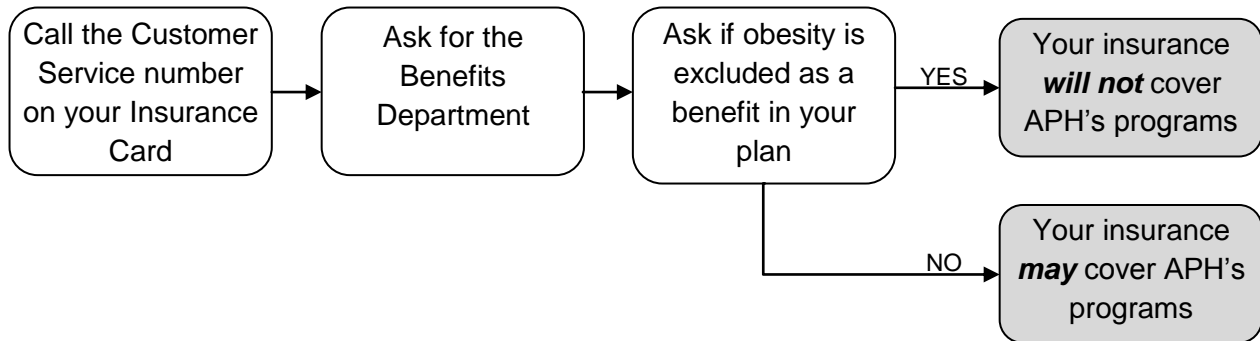 Call the Customer
Service number
on your Insurance
Card
Ask for the
Benefits
Department
Ask if obesity is
excluded as a
benefit in your
plan
YES
Your insurance
will not cover
APH’s programs
NO
Your insurance
may cover APH’s
programs